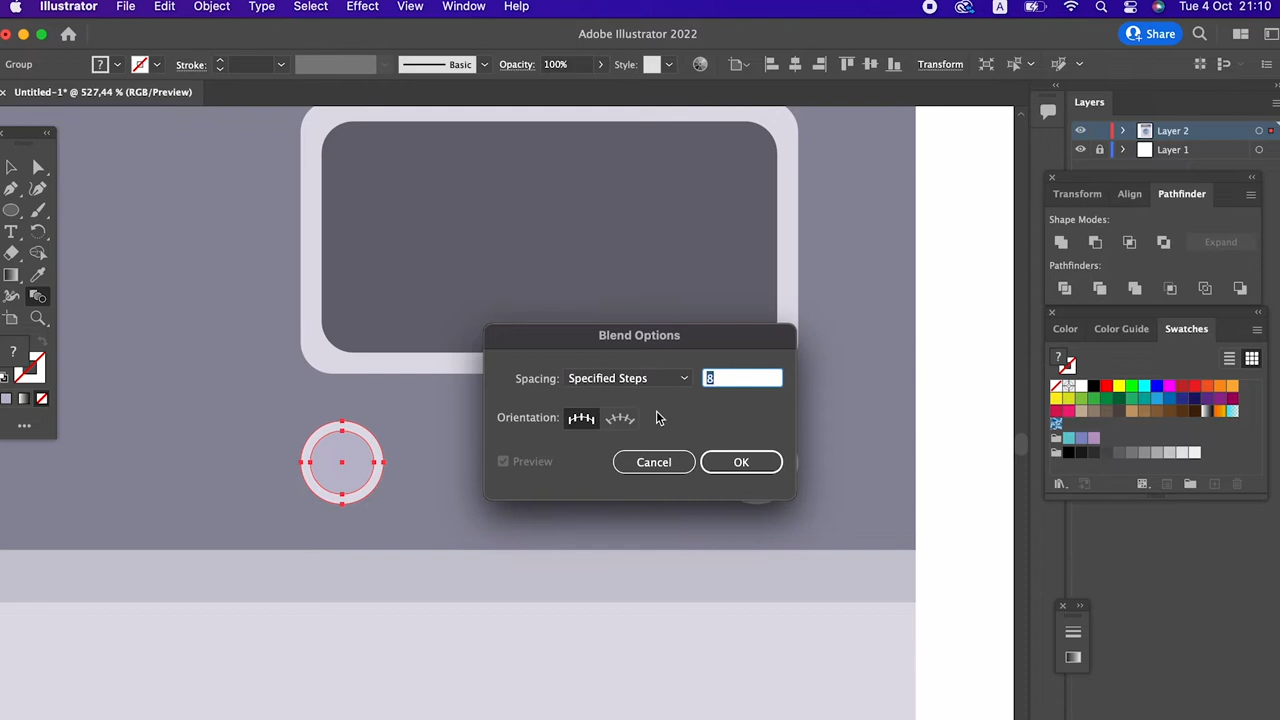 Illustrator File Edit Object Type Select Effect View Window Help A Tue 4 Oct 21:10
Adobe Illustrator 2022 Share
Group ? Stroke: Basic Opacity: 100% Style: Transform
Untitled-1* @ 527,44 % (RGB/Preview)
Layers
Layer 2
Layer 1
Transform Align Pathfinder
Shape Modes:
Expand
Pathfinders:
Color Color Guide Swatches
?
T
?
Blend Options
Spacing: Specified Steps 8
Orientation:
Preview Cancel OK